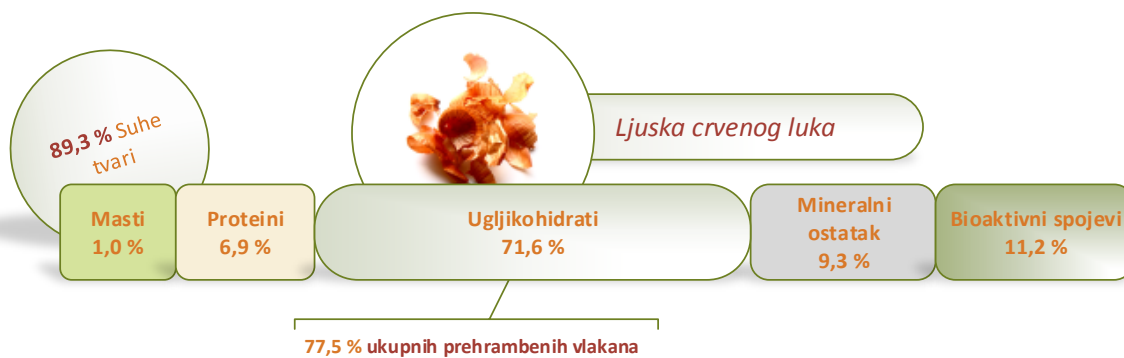 89,3 % Suhe
tvari
Ljuska crvenog luka
Masti
1,0 %
Proteini
6,9 %
Ugljikohidrati
71,6 %
Mineralni
ostatak
9,3 %
Bioaktivni spojevi
11,2 %
77,5 % ukupnih prehrambenih vlakana